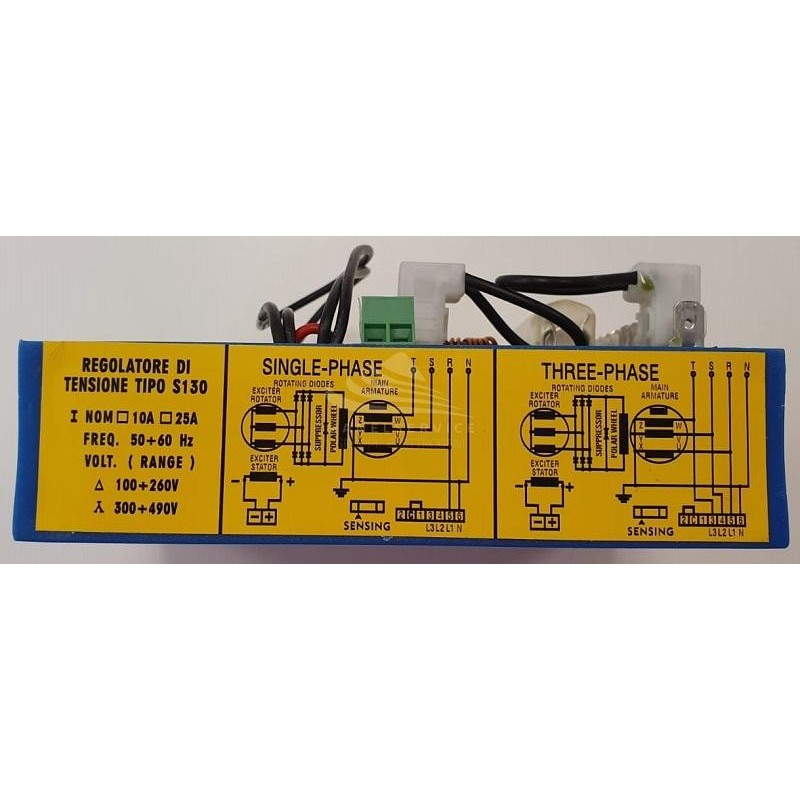 REGOLATORE DI
TENSIONE TIPO S130
I NOM 10A 25A
FREQ. 50÷60 Hz
VOLT. ( RANGE )
Δ 100÷260V
⅄ 300÷490V
SINGLE-PHASE
ROTATING DIODES
EXCITER
ROTATOR
SUPPRESSOR
POLAR WHEEL
MAIN
ARMATURE
T S R N
W
V
EXCITER
STATOR
- +
- +
SENSING
2 C 1 3 4 5 6
L3 L2 L1 N
THREE-PHASE
ROTATING DIODES
EXCITER
ROTATOR
SUPPRESSOR
POLAR WHEEL
MAIN
ARMATURE
T S R N
Z W
V
EXCITER
STATOR
- +
- +
SENSING
2 C 1 3 4 5 6
L3 L2 L1 N